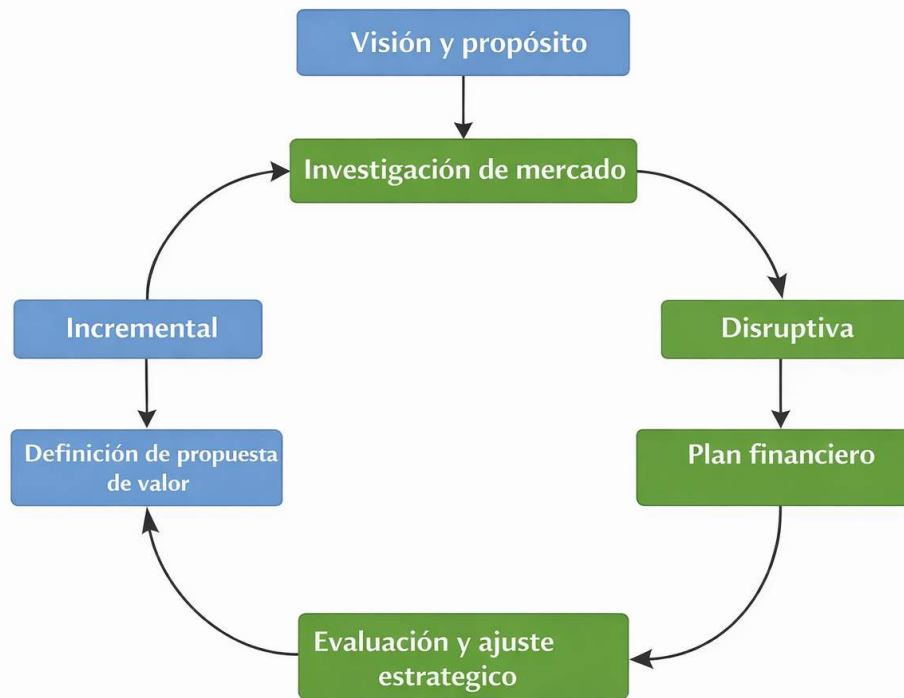 Visión y propósito
Investigación de mercado
Incremental
Disruptiva
Definición de propuesta
de valor
Plan financiero
Evaluación y ajuste
estrategico